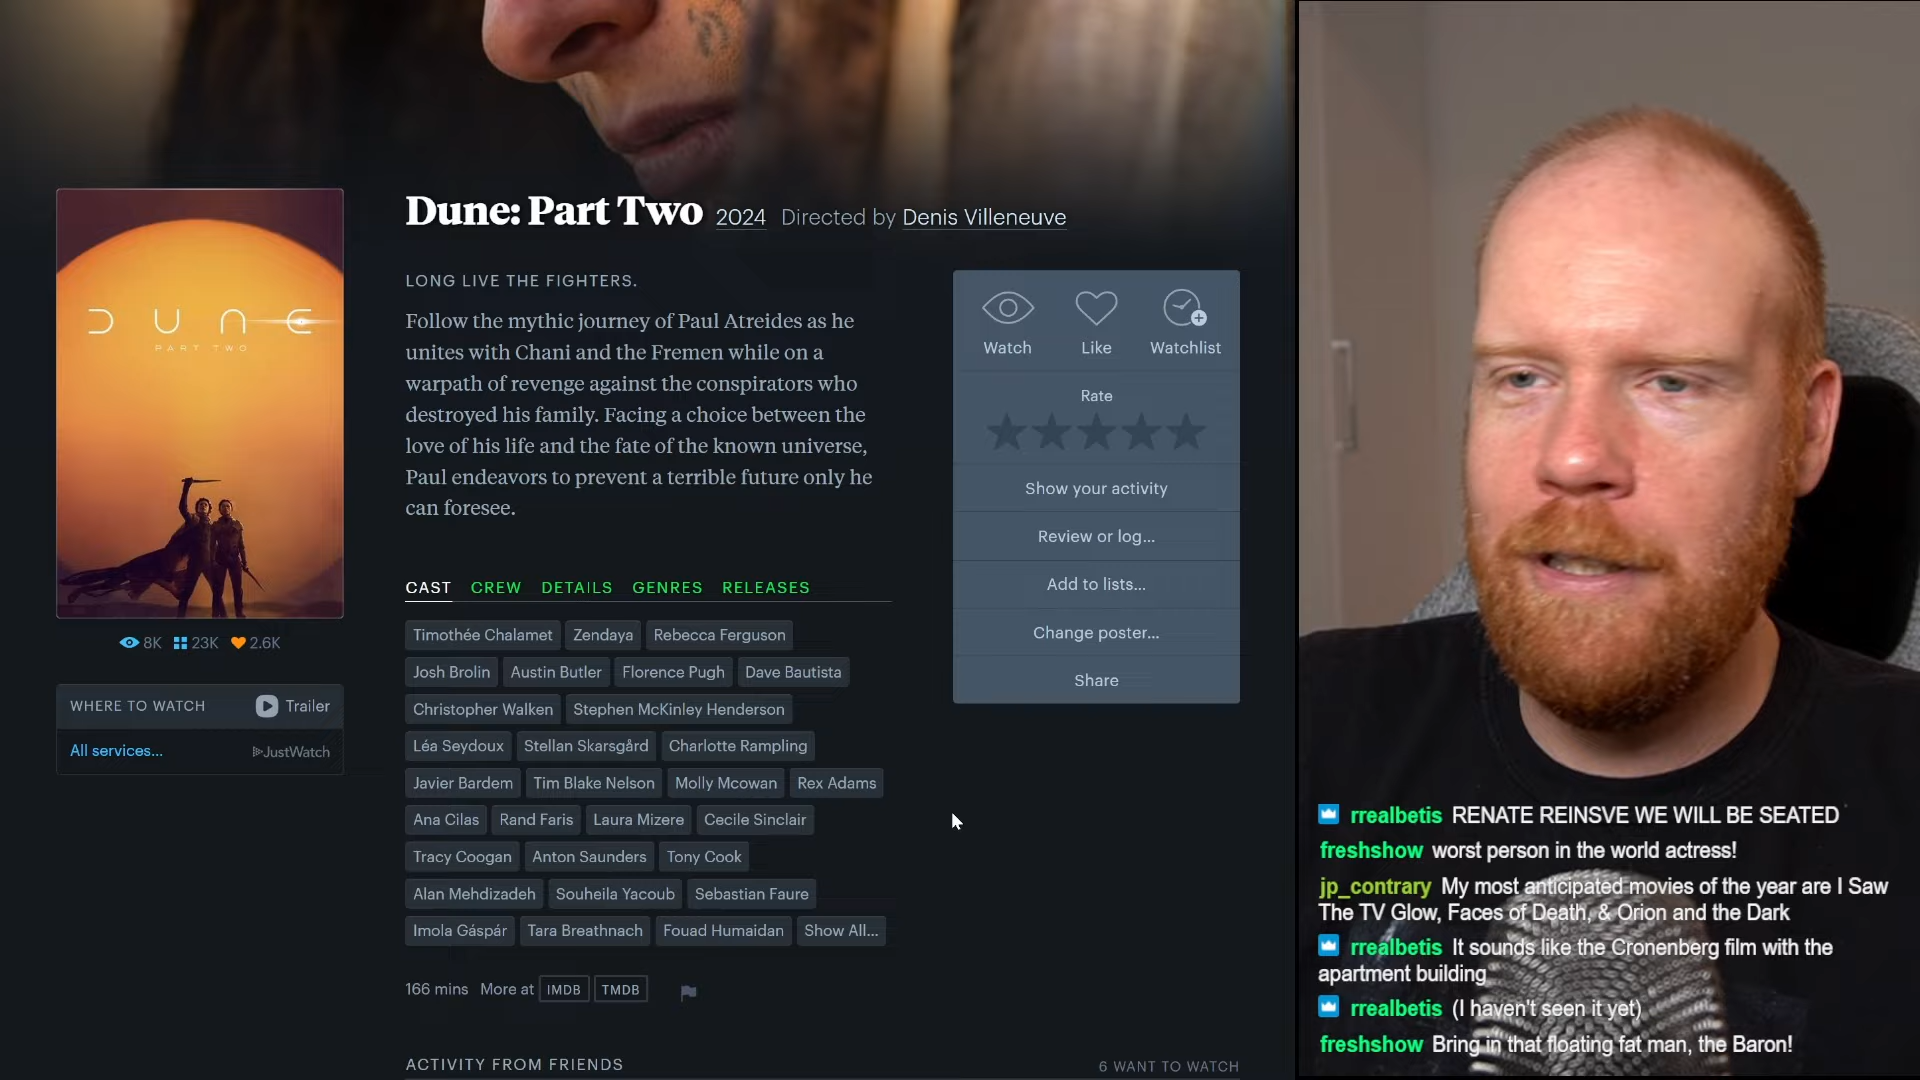 Dune: Part Two 2024 Directed by Denis Villeneuve
LONG LIVE THE FIGHTERS.
Follow the mythic journey of Paul Atreides as he
unites with Chani and the Fremen while on a
warpath of revenge against the conspirators who
destroyed his family. Facing a choice between the
love of his life and the fate of the known universe,
Paul endeavors to prevent a terrible future only he
can foresee.
DUNE
PART TWO
8K 23K 2.6K
WHERE TO WATCH Trailer
All services... JustWatch
CAST CREW DETAILS GENRES RELEASES
Timothée Chalamet Zendaya Rebecca Ferguson
Josh Brolin Austin Butler Florence Pugh Dave Bautista
Christopher Walken Stephen McKinley Henderson
Léa Seydoux Stellan Skarsgård Charlotte Rampling
Javier Bardem Tim Blake Nelson Molly Mcowan Rex Adams
Ana Cilas Rand Faris Laura Mizere Cecile Sinclair
Tracy Coogan Anton Saunders Tony Cook
Alan Mehdizadeh Souheila Yacoub Sebastian Faure
Imola Gáspár Tara Breathnach Fouad Humaidan Show All...
166 mins More at IMDB TMDB
ACTIVITY FROM FRIENDS 6 WANT TO WATCH
Watch Like Watchlist
Rate
Show your activity
Review or log...
Add to lists...
Change poster...
Share
rrealbetis RENATE REINSVE WE WILL BE SEATED
freshshow worst person in the world actress!
jp_contrary My most anticipated movies of the year are I Saw
The TV Glow, Faces of Death, & Orion and the Dark
rrealbetis It sounds like the Cronenberg film with the
apartment building
rrealbetis (I haven't seen it yet)
freshshow Bring in that floating fat man, the Baron!